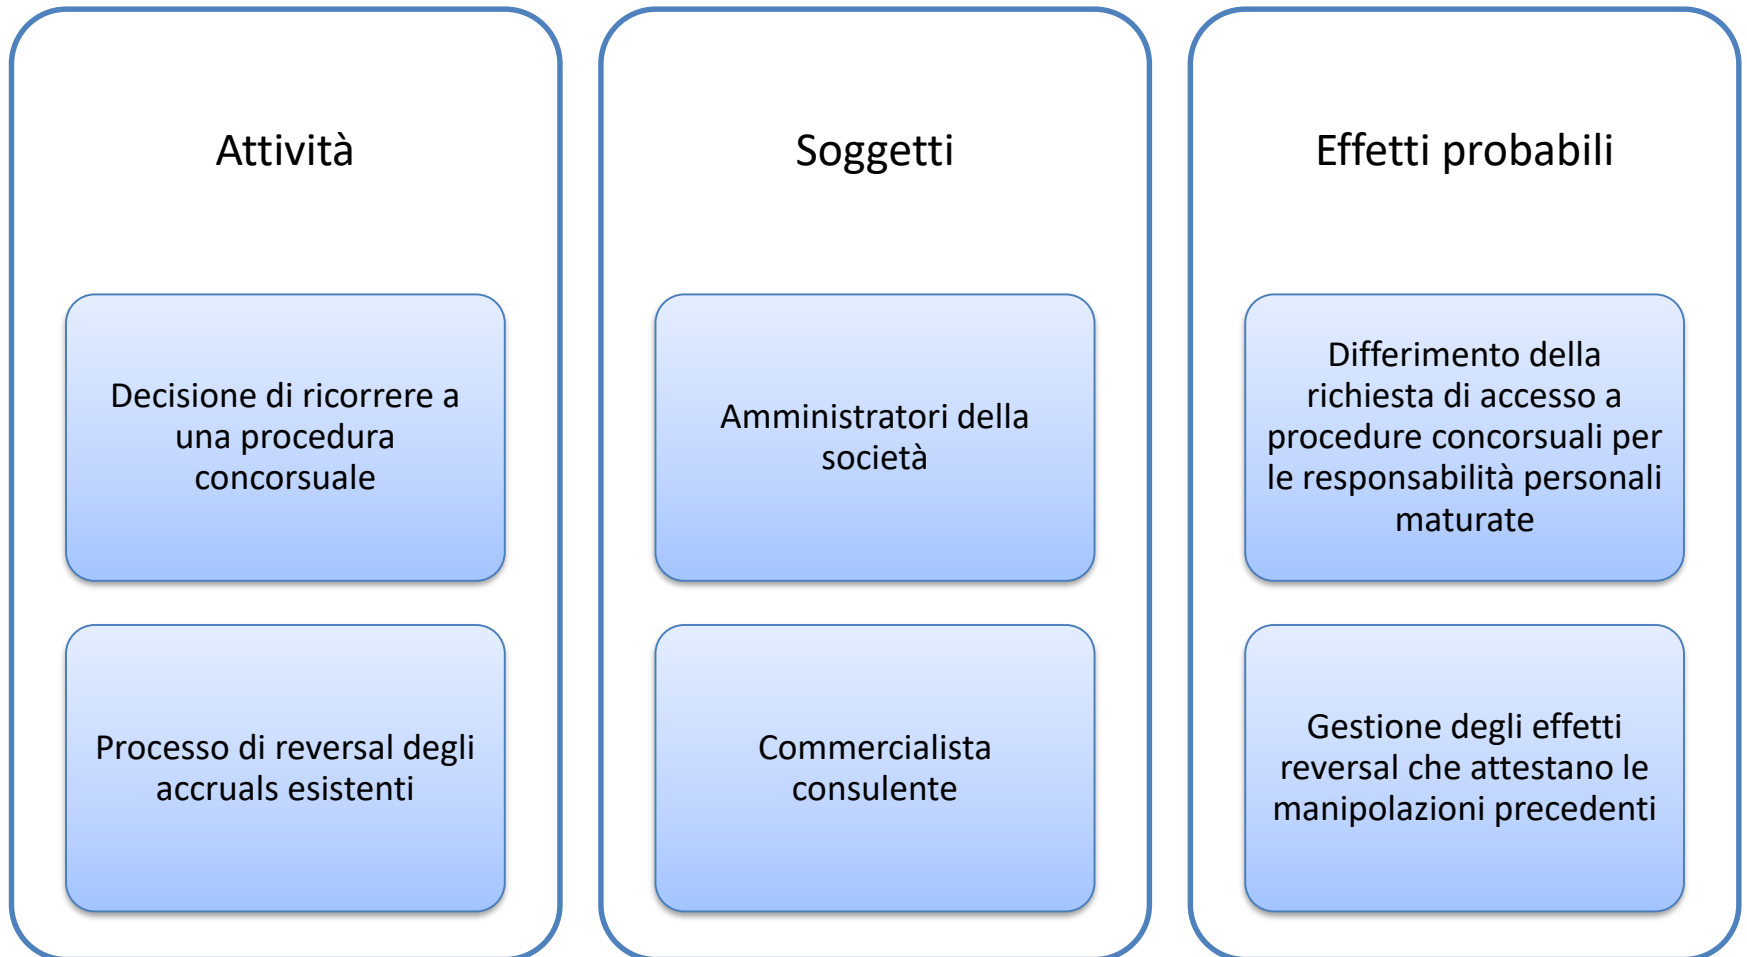 Attività
Decisione di ricorrere a
una procedura
concorsuale
Processo di reversal degli
accruals esistenti
Soggetti
Amministratori della
società
Commercialista
consulente
Effetti probabili
Differimento della
richiesta di accesso a
procedure concorsuali per
le responsabilità personali
maturate
Gestione degli effetti
reversal che attestano le
manipolazioni precedenti